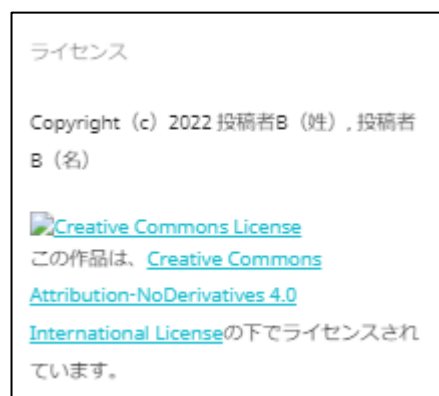 ライセンス
Copyright（c）2022 投稿者B（姓）, 投稿者
B（名）
Creative Commons License
この作品は、Creative Commons
Attribution-NoDerivatives 4.0
International Licenseの下でライセンスされ
ています。